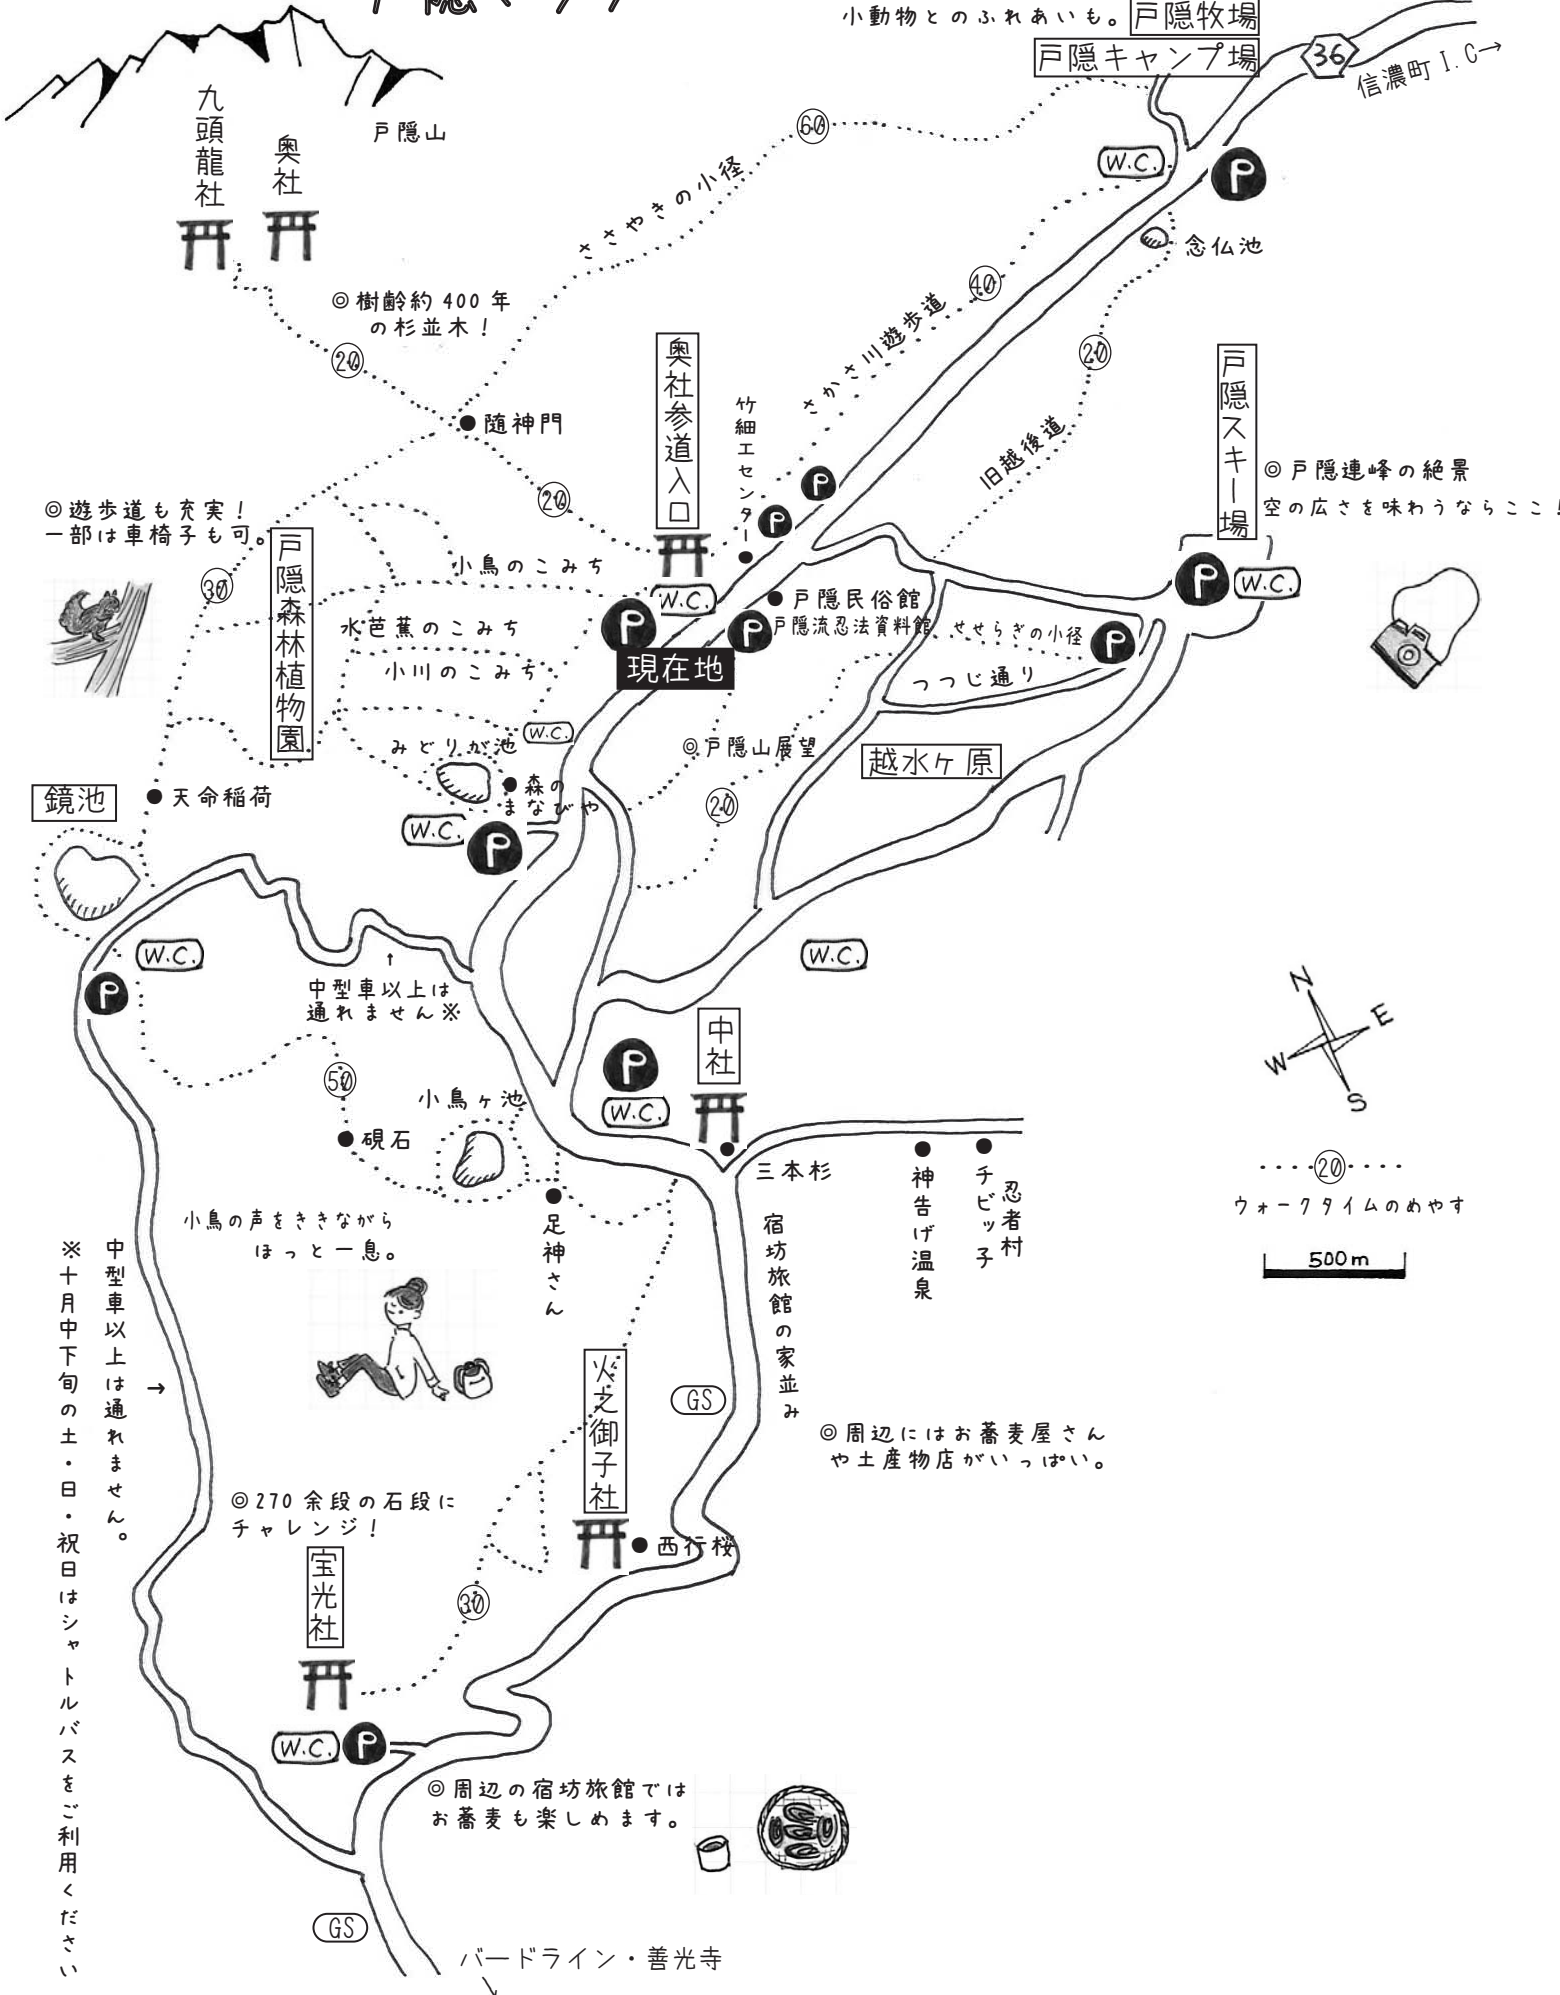 戸隠マップ
小動物とのふれあいも。
戸隠牧場
戸隠キャンプ場
36
信濃町I.C→
戸隠山
九頭龍社
奥社
60
ささやきの小径
W.C.
P
念仏池
◎樹齢約400年
の杉並木！
20
40
さかさ川遊歩道
20
旧越後道
随神門
奥社参道入口
竹細工センター
戸隠スキー場
◎戸隠連峰の絶景
空の広さを味わうならここ！
◎遊歩道も充実！
一部は車椅子も可。
20
P
P
30
戸隠森林植物園
小鳥のこみち
水芭蕉のこみち
小川のこみち
W.C.
P
現在地
P
戸隠民俗館
戸隠流忍法資料館
せせらぎの小径
P
P
W.C.
つつじ通り
越水ケ原
みどりが池
W.C.
◎戸隠山展望
20
森の
まなびや
W.C.
P
鏡池
天命稲荷
W.C.
P
↑
中型車以上は
通れません※
W.C.
中社
P
W.C.
50
小鳥ヶ池
硯石
三本杉
足神さん
神告げ温泉
チビッ子
忍者村
N
E
W
S
20
ウォークタイムのめやす
500m
小鳥の声をききながら
ほっと一息。
宿坊旅館の家並み
中型車以上は通れません。
→
※十月中下旬の土・日・祝日はシャトルバスをご利用ください
火之御子社
GS
◎周辺にはお蕎麦屋さん
や土産物店がいっぱい。
◎270余段の石段に
チャレンジ！
西行桜
宝光社
30
W.C.
P
◎周辺の宿坊旅館では
お蕎麦も楽しめます。
GS
バードライン・善光寺